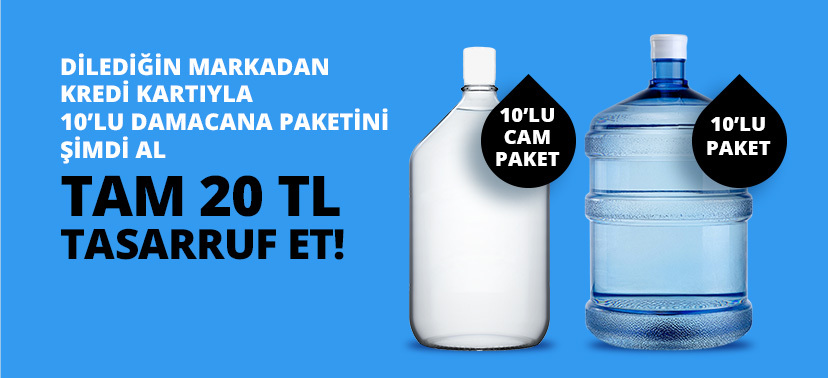 DİLEDİĞİN MARKADAN
KREDİ KARTIYLA
10’LU DAMACANA PAKETİNİ
ŞİMDİ AL
TAM 20 TL
TASARRUF ET!
10’LU
CAM
PAKET
10’LU
PAKET